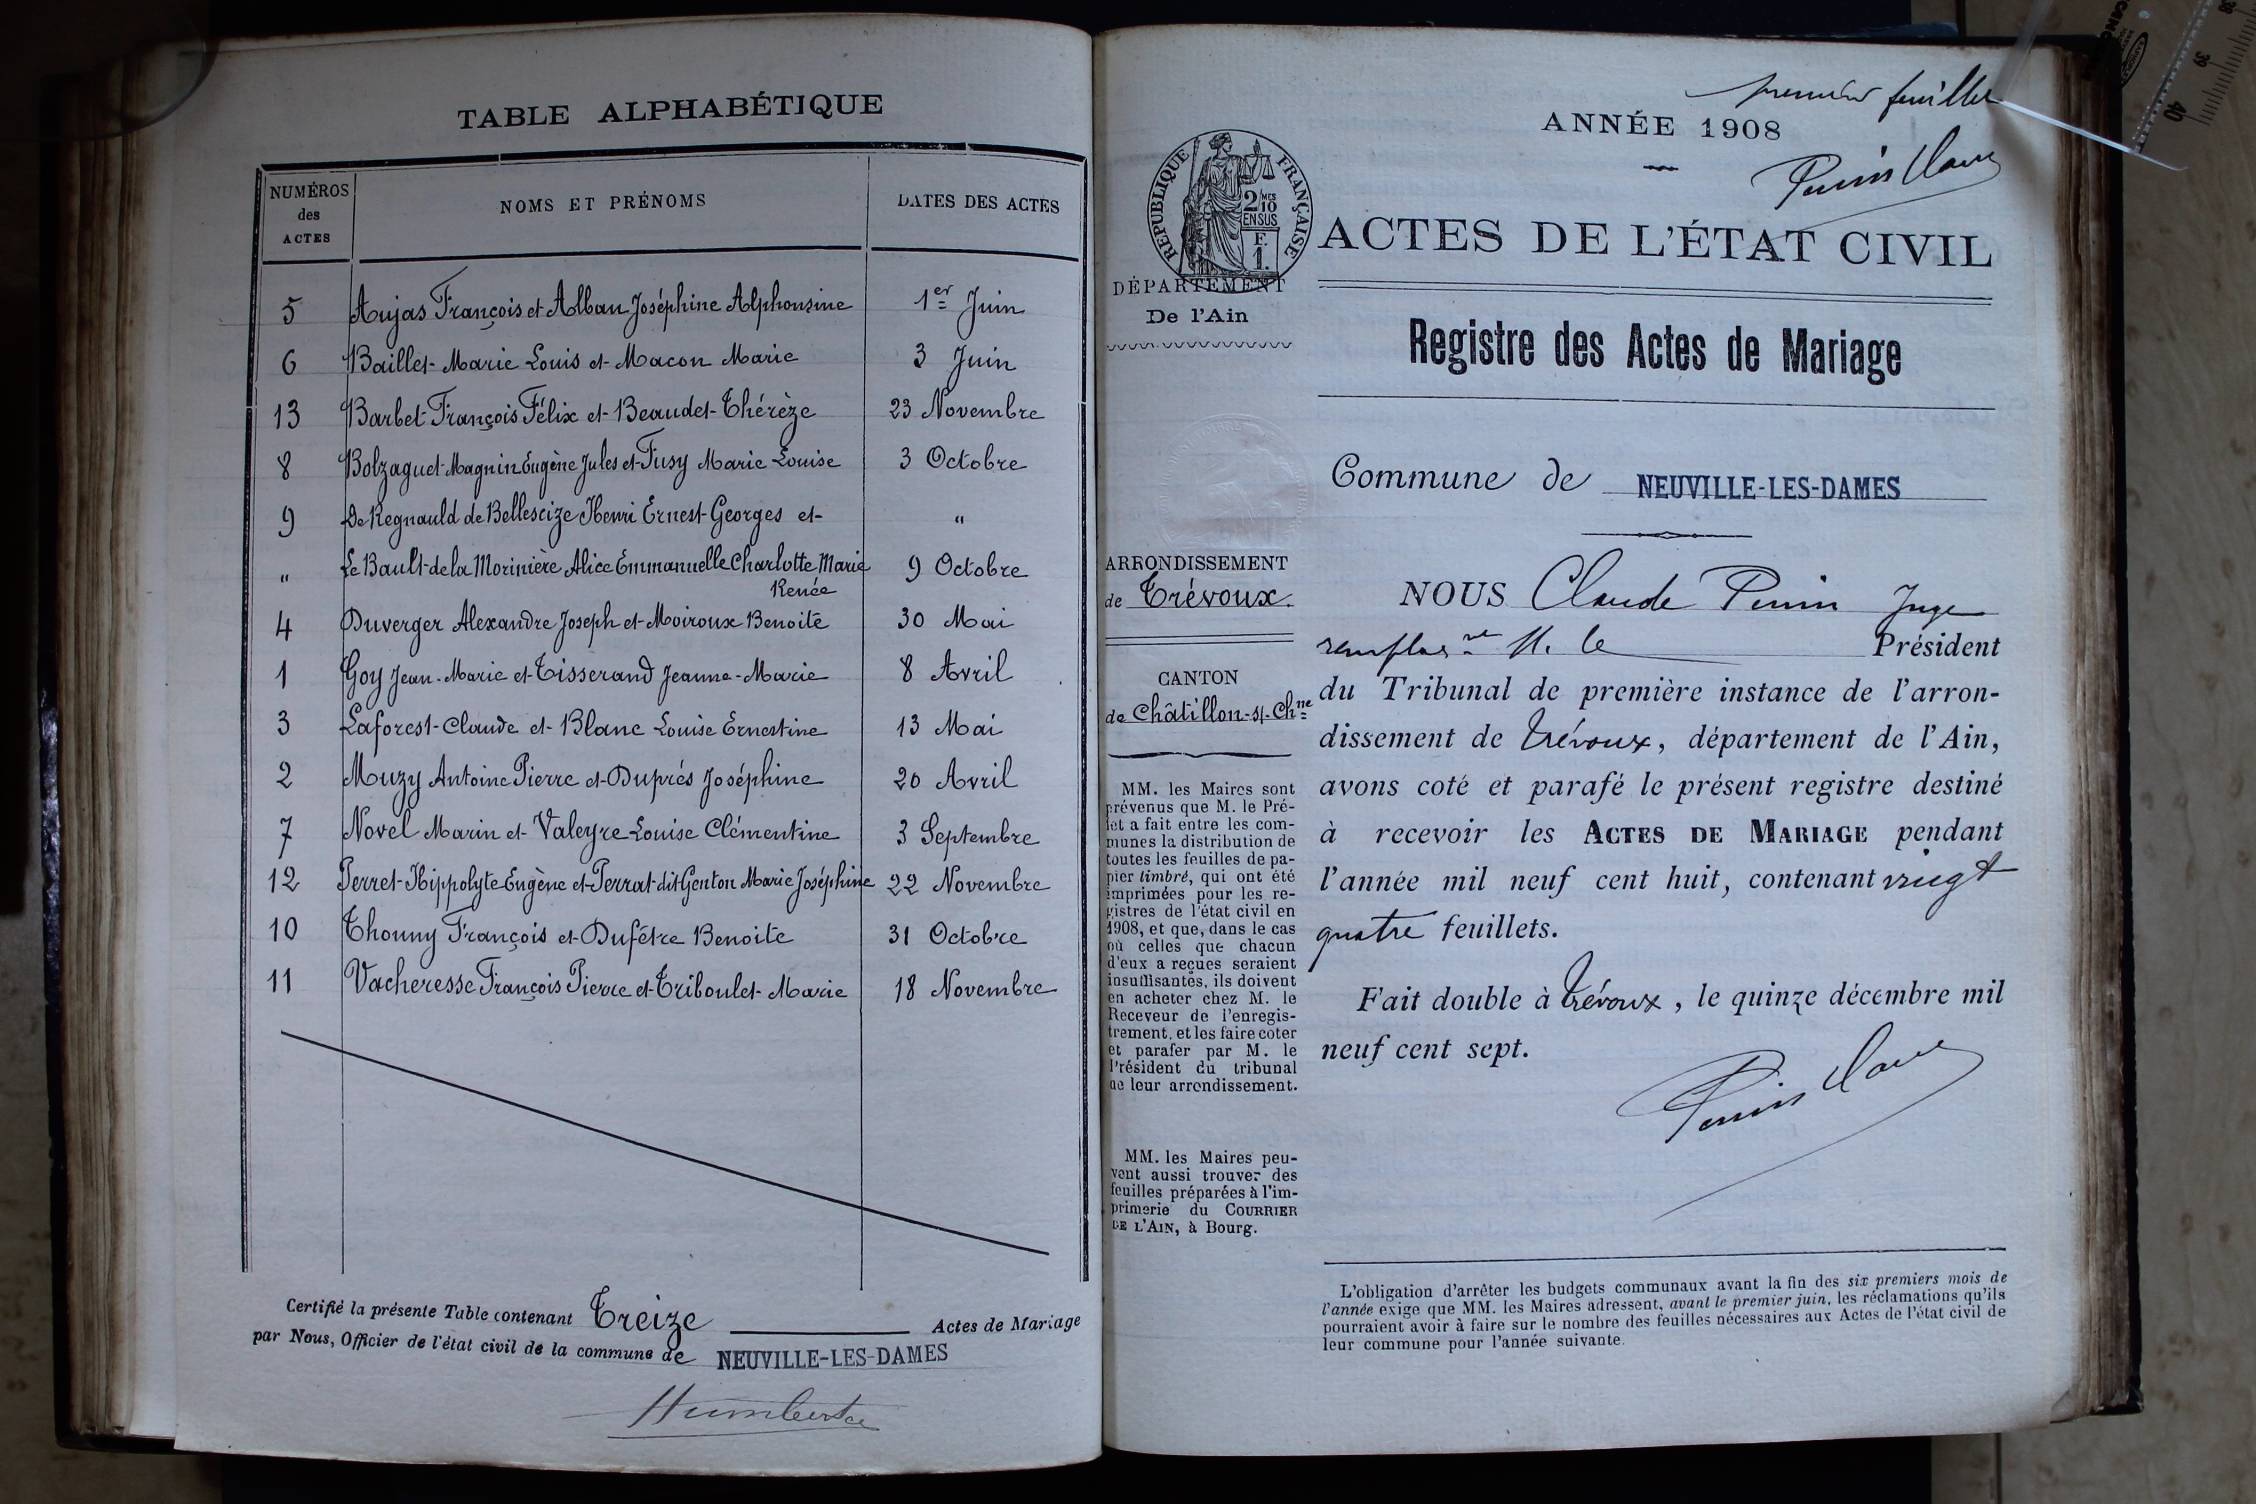 TABLE ALPHABÉTIQUE
NUMÉROS des ACTES
NOMS ET PRÉNOMS
DATES DES ACTES
5 Aujas François et Alban Joséphine Alphonsine 1er Juin
6 Baillet Marie Louis et Macon Marie 3 Juin
13 Barbet François Félix et Beaudet Thérèze 23 Novembre
8 Bolzaguet-Magnin Eugène Jules et Fusy Marie Louise 3 Octobre
9 De Regnauld de Bellescize Henri Ernest Georges et "
" Le Bault de la Morinière Alice Emmanuelle Charlotte Marie 9 Octobre
Renée
4 Duverger Alexandre Joseph et Moiroux Benoite 30 Mai
1 Goy Jean-Marie et Tisserand Jeanne-Marie 8 Avril
3 Laforest Claude et Blanc Louise Ernestine 13 Mai
2 Muzy Antoine Pierre et Duprés Joséphine 20 Avril
7 Novel Marin et Valeyre Louise Clémentine 3 Septembre
12 Perret Hippolyte Eugène et Perrat dit Genton Marie Joséphine 22 Novembre
10 Thouny François et Dufêtre Benoite 31 Octobre
11 Vacheresse François Pierre et Triboulet Marie 18 Novembre
Certifié la présente Table contenant Treize Actes de Mariage
par Nous, Officier de l'état civil de la commune de NEUVILLE-LES-DAMES
premier feuillet
ANNÉE 1908
RÉPUBLIQUE FRANÇAISE
2/10 MES
EN SUS
F.
1.
ACTES DE L'ÉTAT CIVIL
DÉPARTEMENT
De l'Ain
Registre des Actes de Mariage
Commune de NEUVILLE-LES-DAMES
ARRONDISSEMENT
de Trévoux.
CANTON
de Châtillon-s/-Chne
MM. les Maires sont
prévenus que M. le Pré-
fet a fait entre les com-
munes la distribution de
toutes les feuilles de pa-
pier timbré, qui ont été
imprimées pour les re-
gistres de l'état civil en
1908, et que, dans le cas
où celles que chacun
d'eux a reçues seraient
insuffisantes, ils doivent
en acheter chez M. le
Receveur de l'enregis-
trement, et les faire coter
et parafer par M. le
Président du tribunal
de leur arrondissement.
MM. les Maires peu-
vent aussi trouver des
feuilles préparées à l'im-
primerie du COURRIER
DE L'AIN, à Bourg.
NOUS Claude Perrin Juge
remplaçnt M. le Président
du Tribunal de première instance de l'arron-
dissement de Trévoux, département de l'Ain,
avons coté et parafé le présent registre destiné
à recevoir les ACTES DE MARIAGE pendant
l'année mil neuf cent huit, contenant vingt
quatre feuillets.
Fait double à Trévoux, le quinze décembre mil
neuf cent sept.
L'obligation d'arrêter les budgets communaux avant la fin des six premiers mois de
l'année exige que MM. les Maires adressent, avant le premier juin, les réclamations qu'ils
pourraient avoir à faire sur le nombre des feuilles nécessaires aux Actes de l'état civil de
leur commune pour l'année suivante.
38
39
40